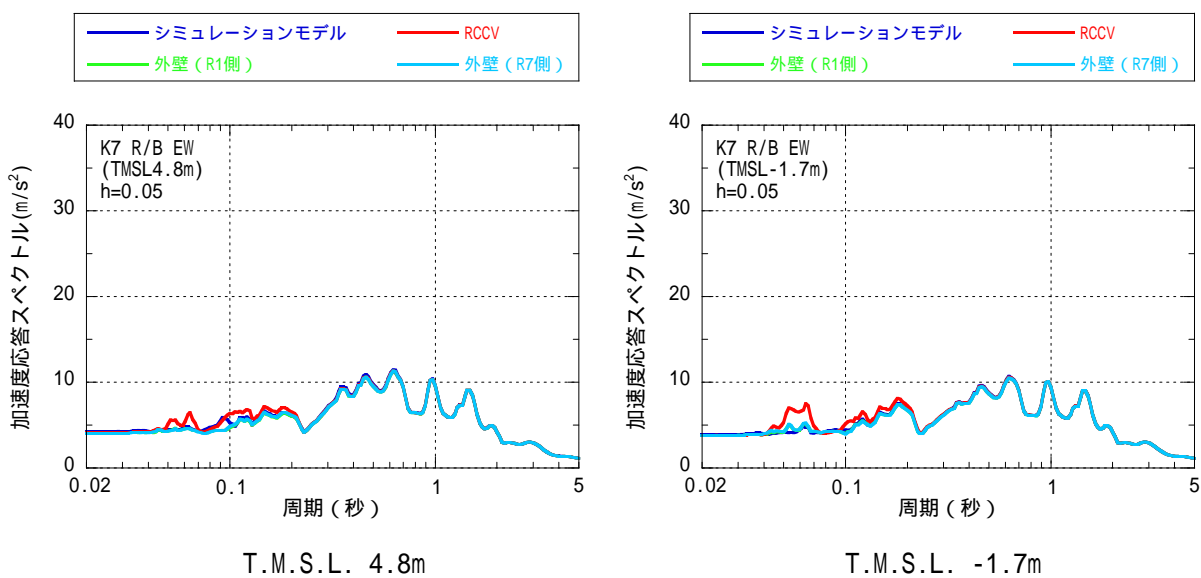 シミュレーションモデル RCCV
外壁（R1側） 外壁（R7側）
加速度応答スペクトル(m/s²)
40
30
20
10
0
K7 R/B EW
(TMSL4.8m)
h=0.05
0.02 0.1 1 5
周期（秒）
T.M.S.L. 4.8m
シミュレーションモデル RCCV
外壁（R1側） 外壁（R7側）
加速度応答スペクトル(m/s²)
40
30
20
10
0
K7 R/B EW
(TMSL-1.7m)
h=0.05
0.02 0.1 1 5
周期（秒）
T.M.S.L. -1.7m